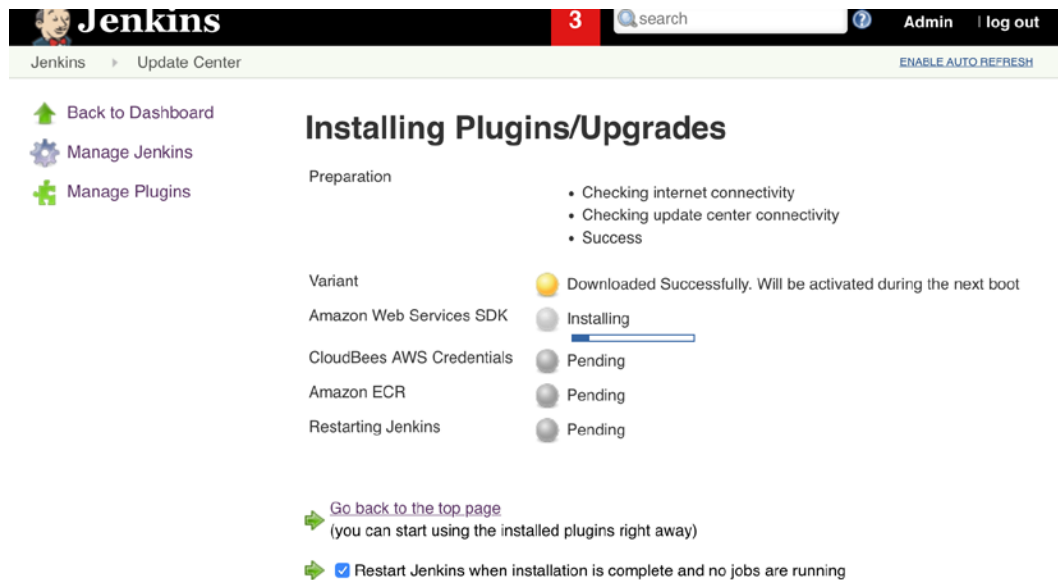 Jenkins
3
search
Admin
log out
Jenkins
Update Center
ENABLE AUTO REFRESH
Back to Dashboard
Manage Jenkins
Manage Plugins
Installing Plugins/Upgrades
Preparation
• Checking internet connectivity
• Checking update center connectivity
• Success
Variant
Downloaded Successfully. Will be activated during the next boot
Amazon Web Services SDK
Installing
CloudBees AWS Credentials
Pending
Amazon ECR
Pending
Restarting Jenkins
Pending
Go back to the top page
(you can start using the installed plugins right away)
Restart Jenkins when installation is complete and no jobs are running